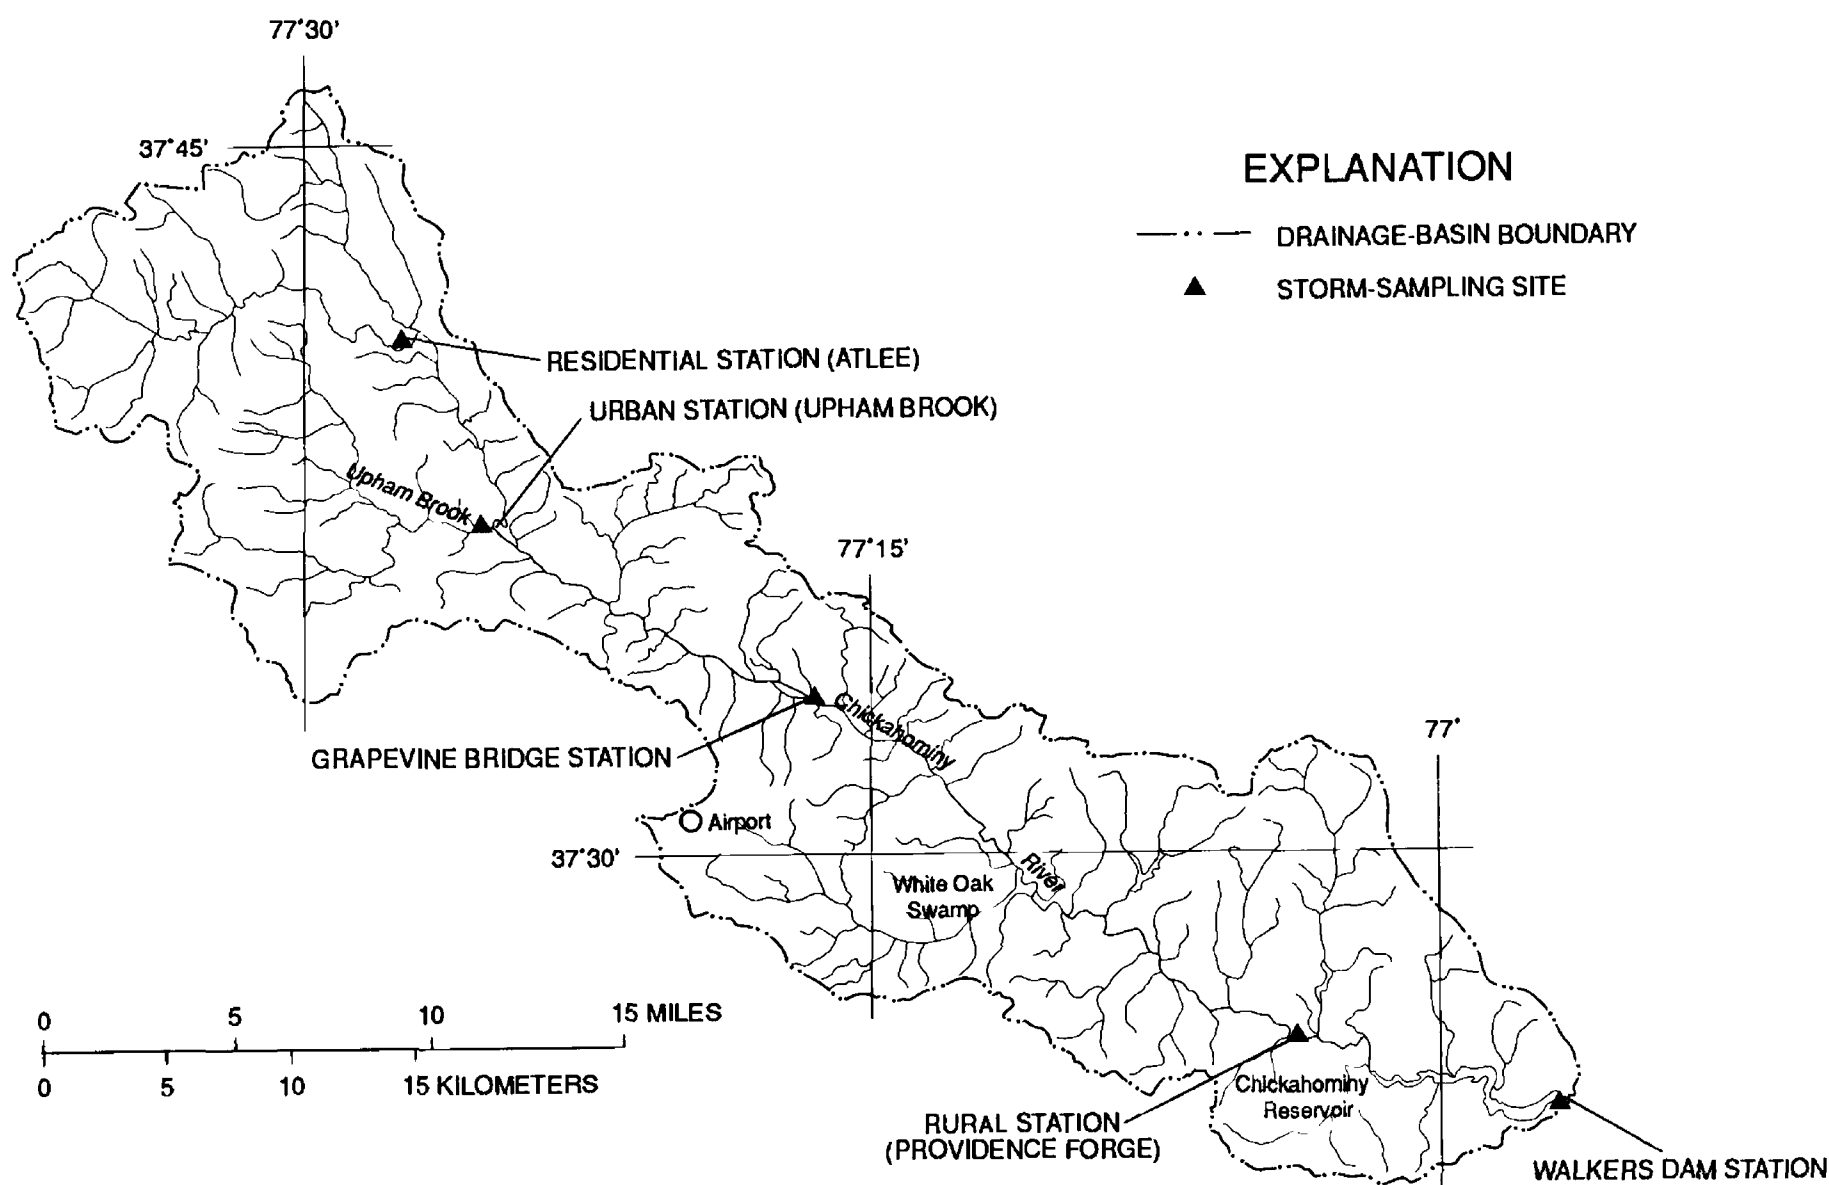 77°30'
37°45'
EXPLANATION
DRAINAGE-BASIN BOUNDARY
STORM-SAMPLING SITE
RESIDENTIAL STATION (ATLEE)
URBAN STATION (UPHAM BROOK)
Upham Brook
77°15'
Chickahominy
River
GRAPEVINE BRIDGE STATION
77°
Airport
37°30'
White Oak
Swamp
0 5 10 15 MILES
0 5 10 15 KILOMETERS
Chickahominy
Reservoir
RURAL STATION
(PROVIDENCE FORGE)
WALKERS DAM STATION